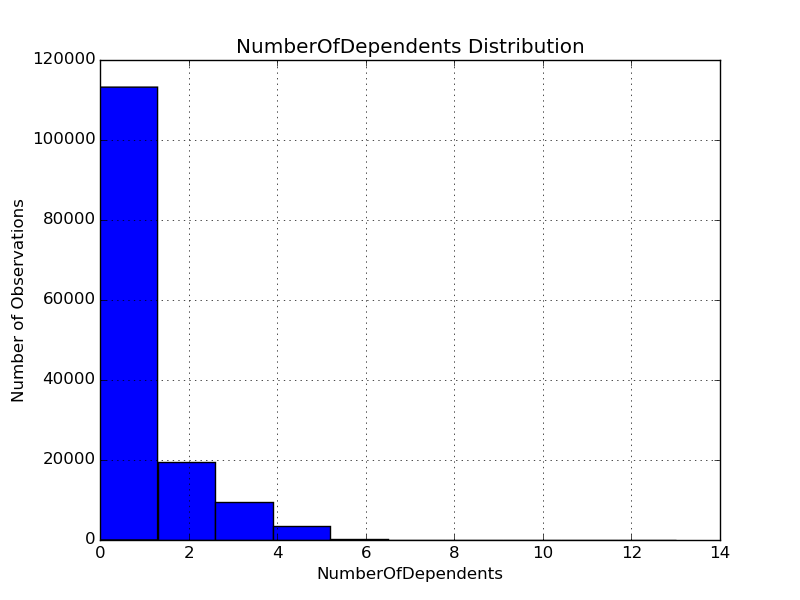 NumberOfDependents Distribution
120000
100000
80000
60000
40000
20000
0
Number of Observations
0 2 4 6 8 10 12 14
NumberOfDependents